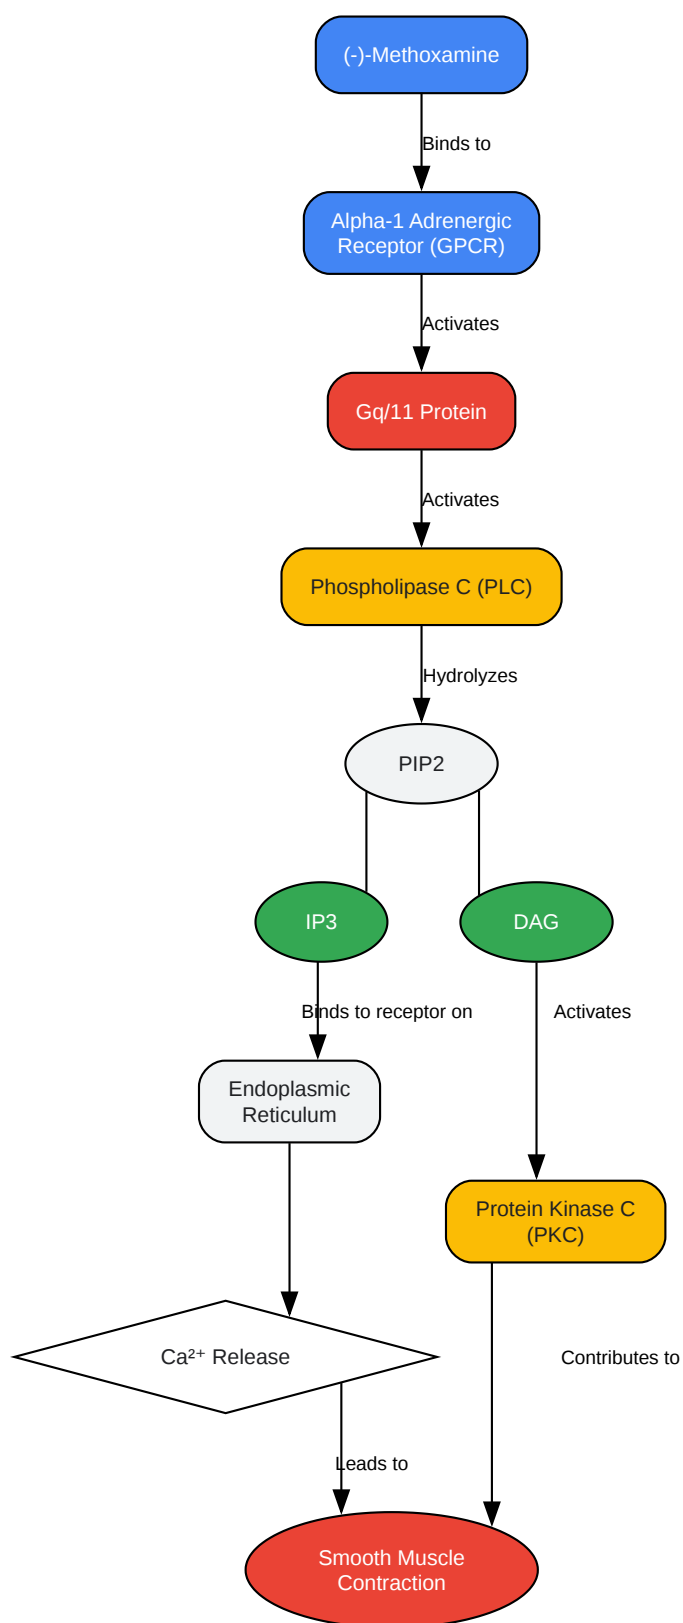 (-)-Methoxamine
Binds to
Alpha-1 Adrenergic
Receptor (GPCR)
Activates
Gq/11 Protein
Activates
Phospholipase C (PLC)
Hydrolyzes
PIP2
IP3
DAG
Binds to receptor on
Activates
Endoplasmic
Reticulum
Protein Kinase C
(PKC)
Ca²⁺ Release
Contributes to
Leads to
Smooth Muscle
Contraction